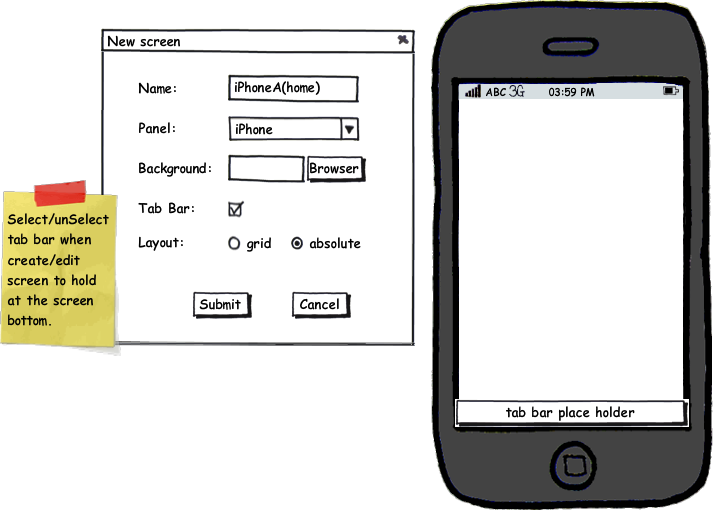 New screen
Name: iPhoneA(home)
Panel: iPhone
Background: Browser
Tab Bar:
Layout: grid absolute
Submit Cancel
Select/unSelect
tab bar when
create/edit
screen to hold
at the screen
bottom.
ABC 3G 03:59 PM
tab bar place holder